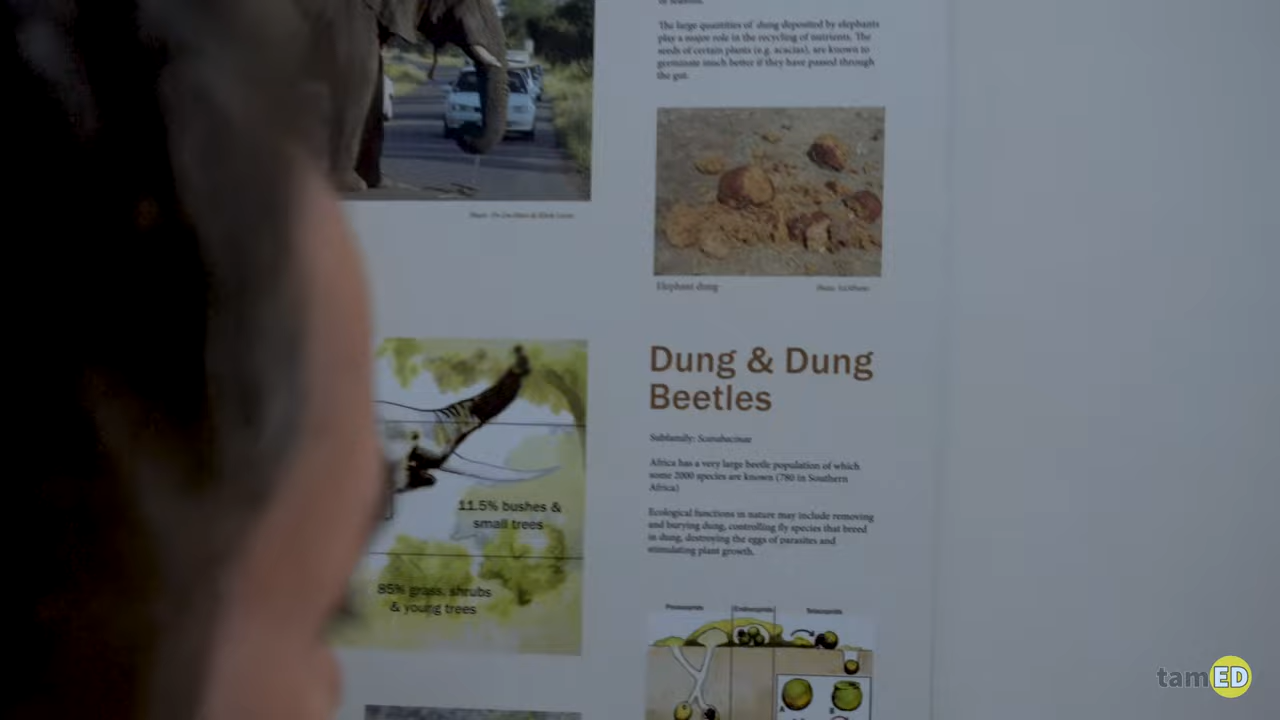 The large quantities of dung deposited by elephants
play a major role in the recycling of nutrients. The
seeds of certain plants (e.g. acacias), are known to
germinate much better if they have passed through
the gut.
Elephant dung
11.5% bushes &
small trees
85% grass, shrubs
& young trees
Dung & Dung
Beetles
Subfamily: Scarabaeinae
Africa has a very large beetle population of which
some 2000 species are known (780 in Southern
Africa)
Ecological functions in nature may include removing
and burying dung, controlling fly species that breed
in dung, destroying the eggs of parasites and
stimulating plant growth.
Paracoprids Endocoprids Telecoprids
A B
tamED